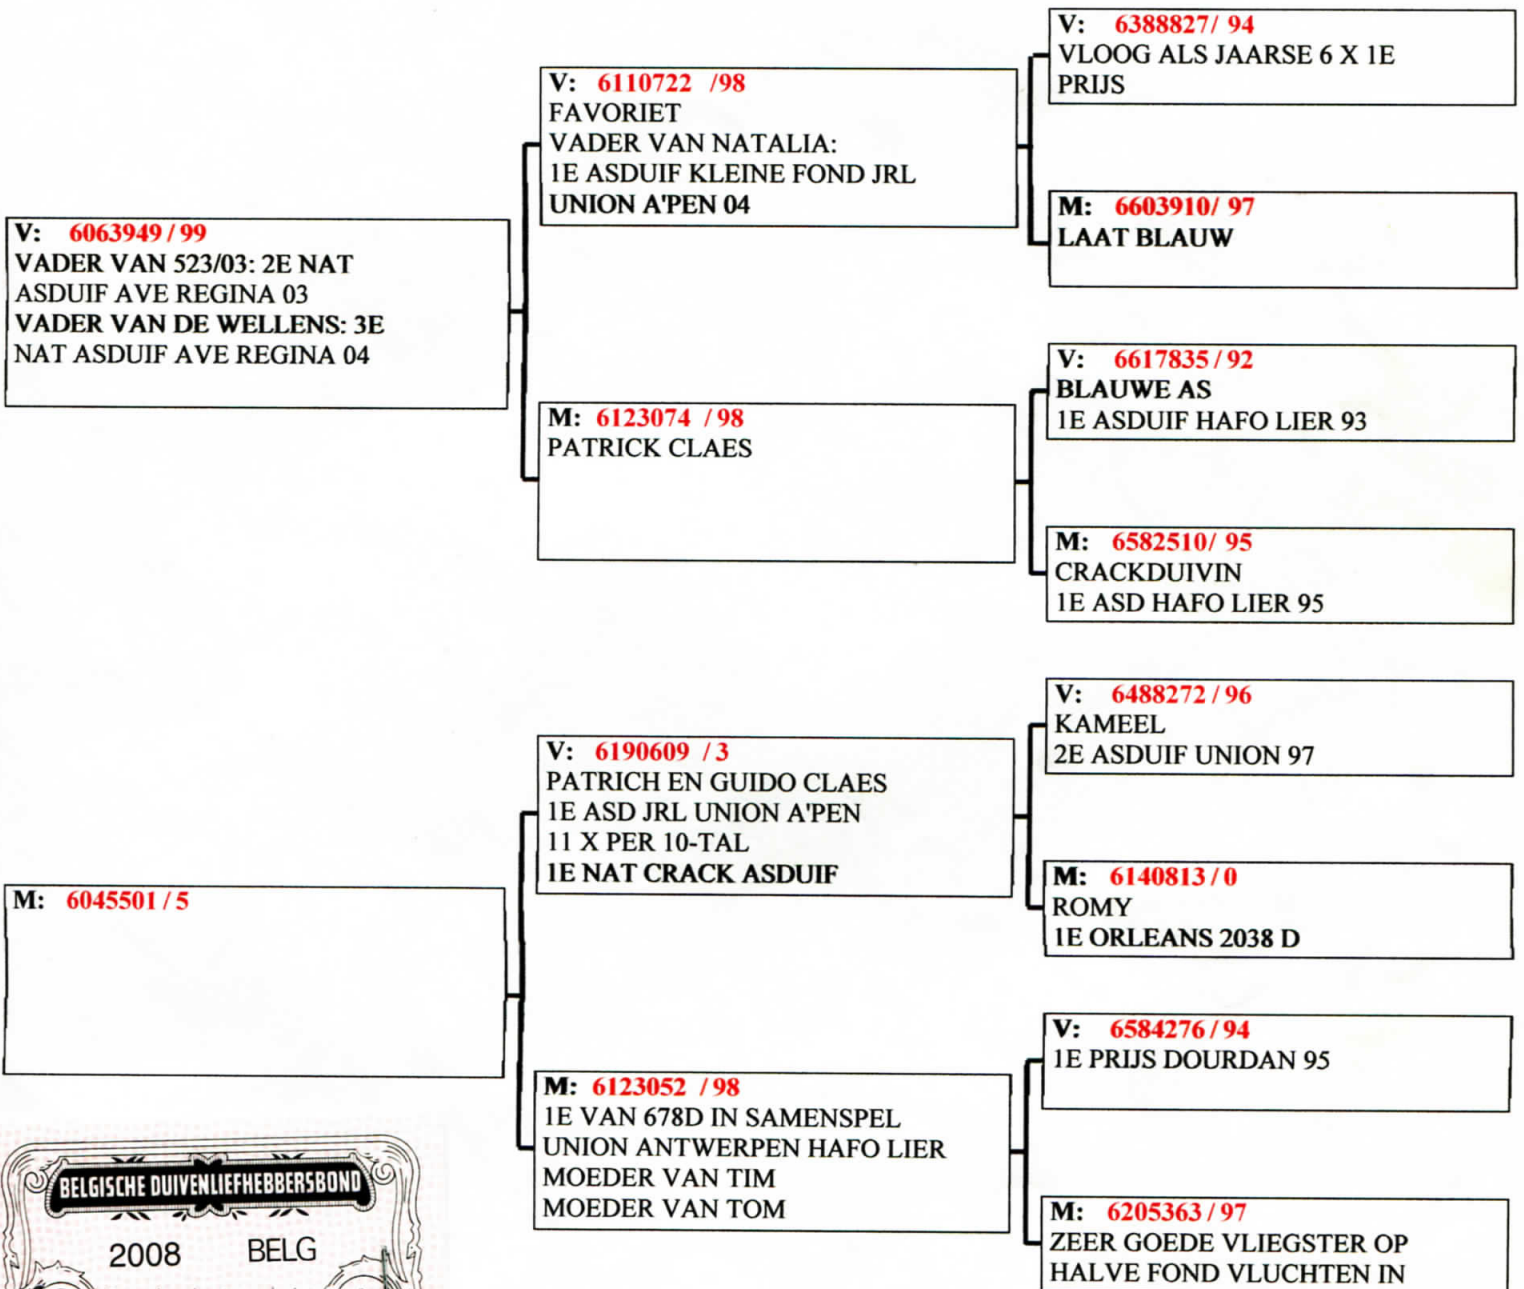 V: 6063949 / 99
VADER VAN 523/03: 2E NAT
ASDUIF AVE REGINA 03
VADER VAN DE WELLENS: 3E
NAT ASDUIF AVE REGINA 04
V: 6110722 /98
FAVORIET
VADER VAN NATALIA:
1E ASDUIF KLEINE FOND JRL
UNION A'PEN 04
V: 6388827/ 94
VLOOG ALS JAARSE 6 X 1E
PRIJS
M: 6603910/ 97
LAAT BLAUW
M: 6123074 / 98
PATRICK CLAES
V: 6617835 / 92
BLAUWE AS
1E ASDUIF HAFO LIER 93
M: 6582510/ 95
CRACKDUIVIN
1E ASD HAFO LIER 95
M: 6045501 / 5
V: 6190609 / 3
PATRICH EN GUIDO CLAES
1E ASD JRL UNION A'PEN
11 X PER 10-TAL
1E NAT CRACK ASDUIF
V: 6488272 / 96
KAMEEL
2E ASDUIF UNION 97
M: 6140813 / 0
ROMY
1E ORLEANS 2038 D
M: 6123052 / 98
1E VAN 678D IN SAMENSPEL
UNION ANTWERPEN HAFO LIER
MOEDER VAN TIM
MOEDER VAN TOM
V: 6584276 / 94
1E PRIJS DOURDAN 95
M: 6205363 / 97
ZEER GOEDE VLIEGSTER OP
HALVE FOND VLUCHTEN IN
BELGISCHE DUIVENLIEFHEBBERSBOND
2008 BELG